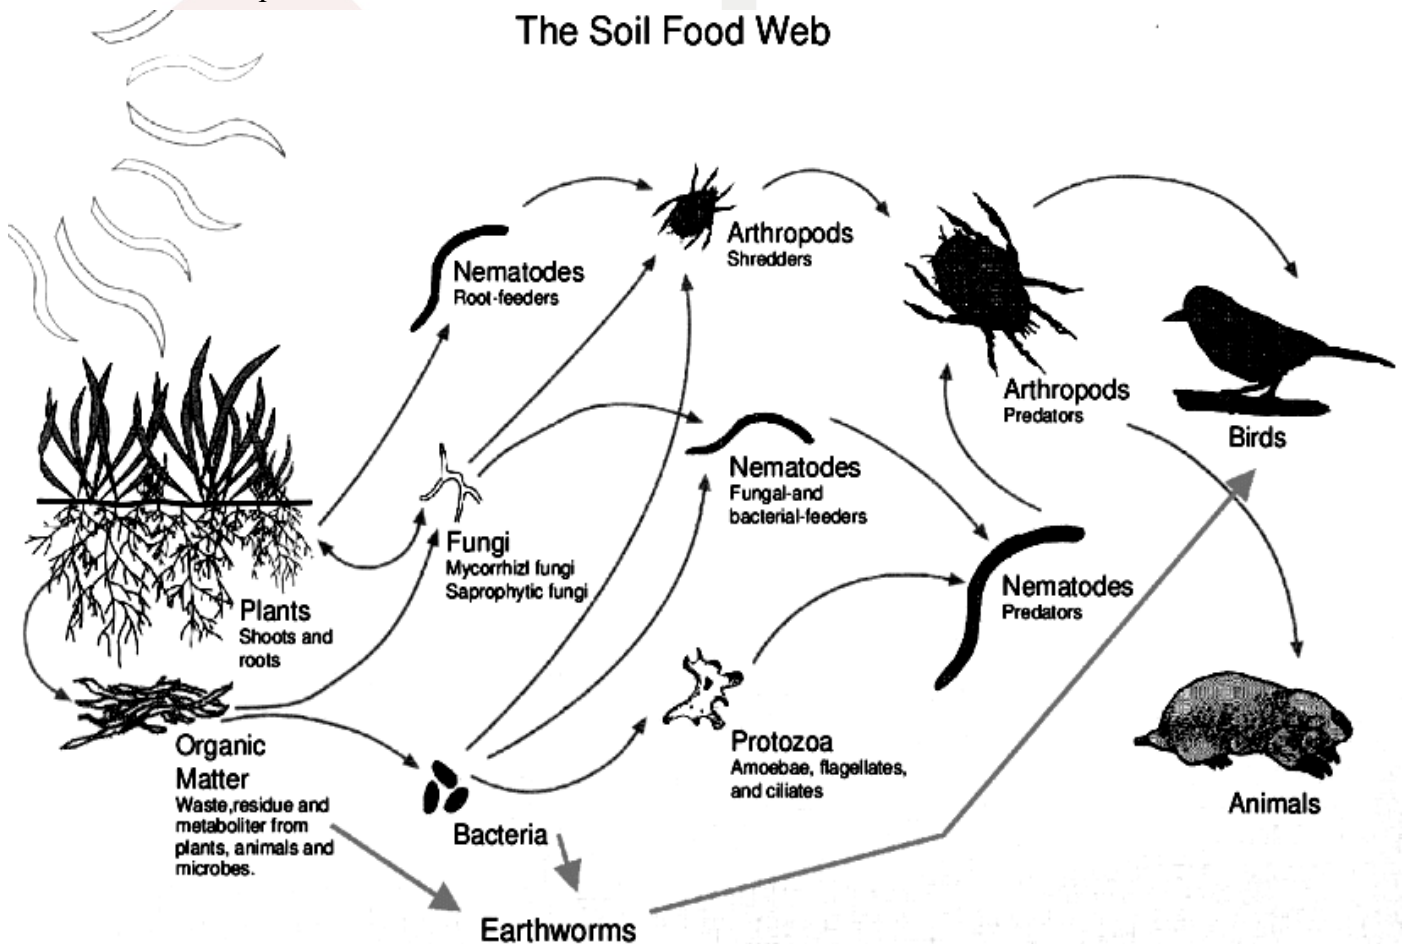 The Soil Food Web
Arthropods
Shredders
Nematodes
Root-feeders
Arthropods
Predators
Birds
Nematodes
Fungal-and
bacterial-feeders
Fungi
Mycorrhizl fungi
Saprophytic fungi
Nematodes
Predators
Plants
Shoots and
roots
Organic
Matter
Waste,residue and
metaboliter from
plants, animals and
microbes.
Protozoa
Amoebae, flagellates,
and ciliates
Animals
Bacteria
Earthworms